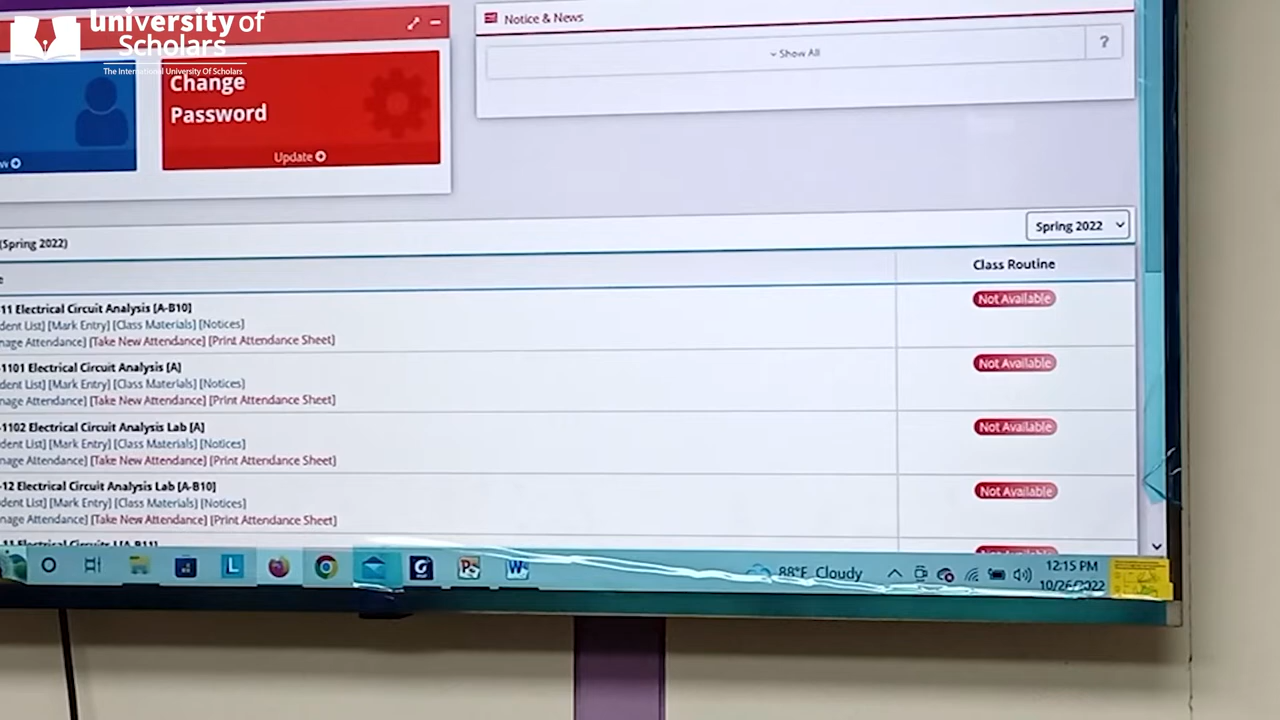 university of
Scholars
The International University Of Scholars
Notice & News
Show All
?
Change
Password
Update
(Spring 2022)
Spring 2022
Class Routine
11 Electrical Circuit Analysis [A-B10]
Not Available
dent List] [Mark Entry] [Class Materials] [Notices]
nage Attendance] [Take New Attendance] [Print Attendance Sheet]
-1101 Electrical Circuit Analysis [A]
Not Available
dent List] [Mark Entry] [Class Materials] [Notices]
nage Attendance] [Take New Attendance] [Print Attendance Sheet]
-1102 Electrical Circuit Analysis Lab [A]
Not Available
dent List] [Mark Entry] [Class Materials] [Notices]
nage Attendance] [Take New Attendance] [Print Attendance Sheet]
-12 Electrical Circuit Analysis Lab [A-B10]
Not Available
dent List] [Mark Entry] [Class Materials] [Notices]
nage Attendance] [Take New Attendance] [Print Attendance Sheet]
88°F Cloudy
12:15 PM
10/26/2022